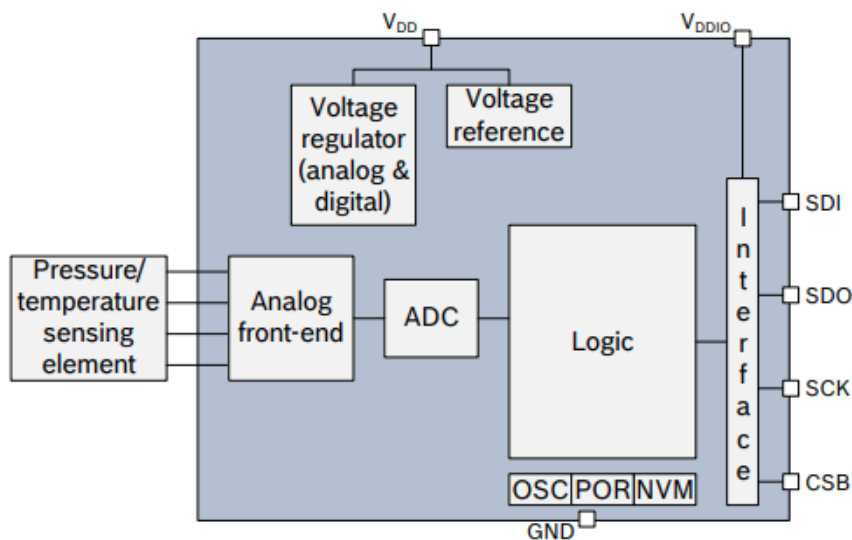 VDD
VDDIO
Voltage
regulator
(analog &
digital)
Voltage
reference
Pressure/
temperature
sensing
element
Analog
front-end
ADC
Logic
Interface
SDI
SDO
SCK
CSB
OSC POR NVM
GND